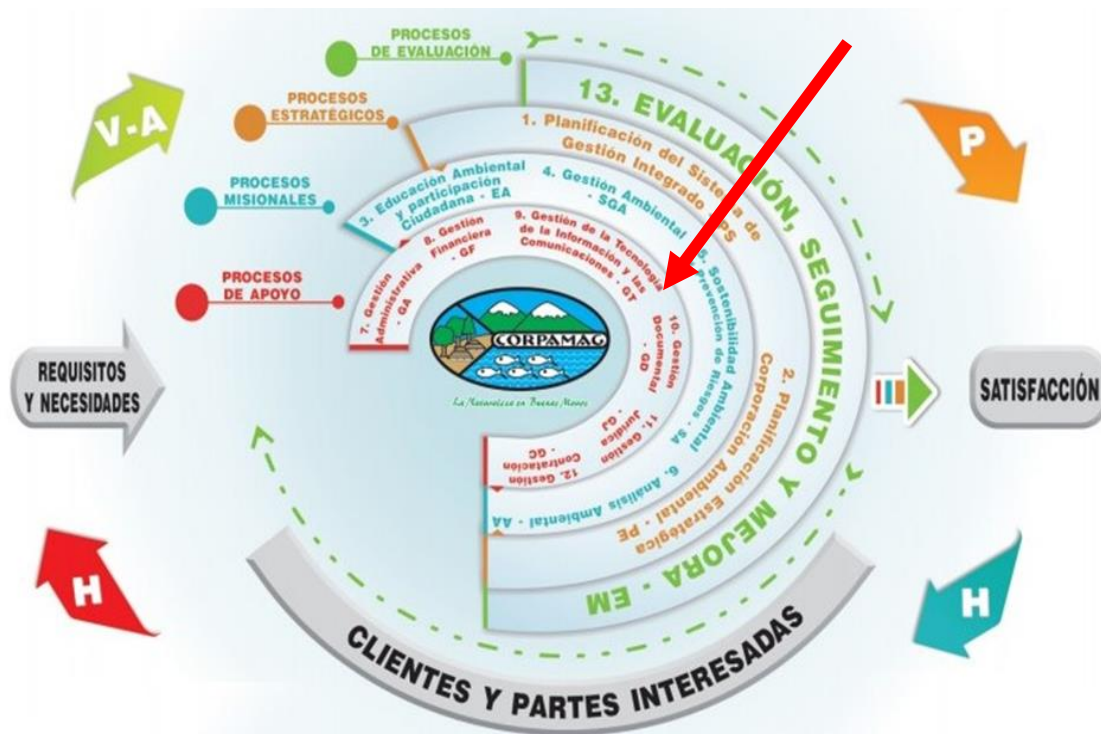 PROCESOS
DE EVALUACIÓN
PROCESOS
ESTRATÉGICOS
PROCESOS
MISIONALES
PROCESOS
DE APOYO
V-A
P
H
H
REQUISITOS
Y NECESIDADES
SATISFACCIÓN
13. EVALUACIÓN, SEGUIMIENTO Y MEJORA - EM
1. Planificación del Sistema de
Gestión Integrado - PS
2. Planificación Estratégica
Corporación Ambiental - PE
3. Educación Ambiental
y participación
Ciudadana - EA
4. Gestión Ambiental
- SGA
5. Sostenibilidad Ambiental
Prevención de Riesgos - SA
6. Análisis Ambiental - AA
7. Gestión
Administrativa
- GA
8. Gestión
Financiera
- GF
9. Gestión de la Tecnología
de la Información y las
Comunicaciones - GT
10. Gestión
Documental
- GD
11. Gestión
Jurídica
- GJ
12. Gestión
Contratación
- GC
CORPAMAG
La Naturaleza en Buenas Manos
CLIENTES Y PARTES INTERESADAS